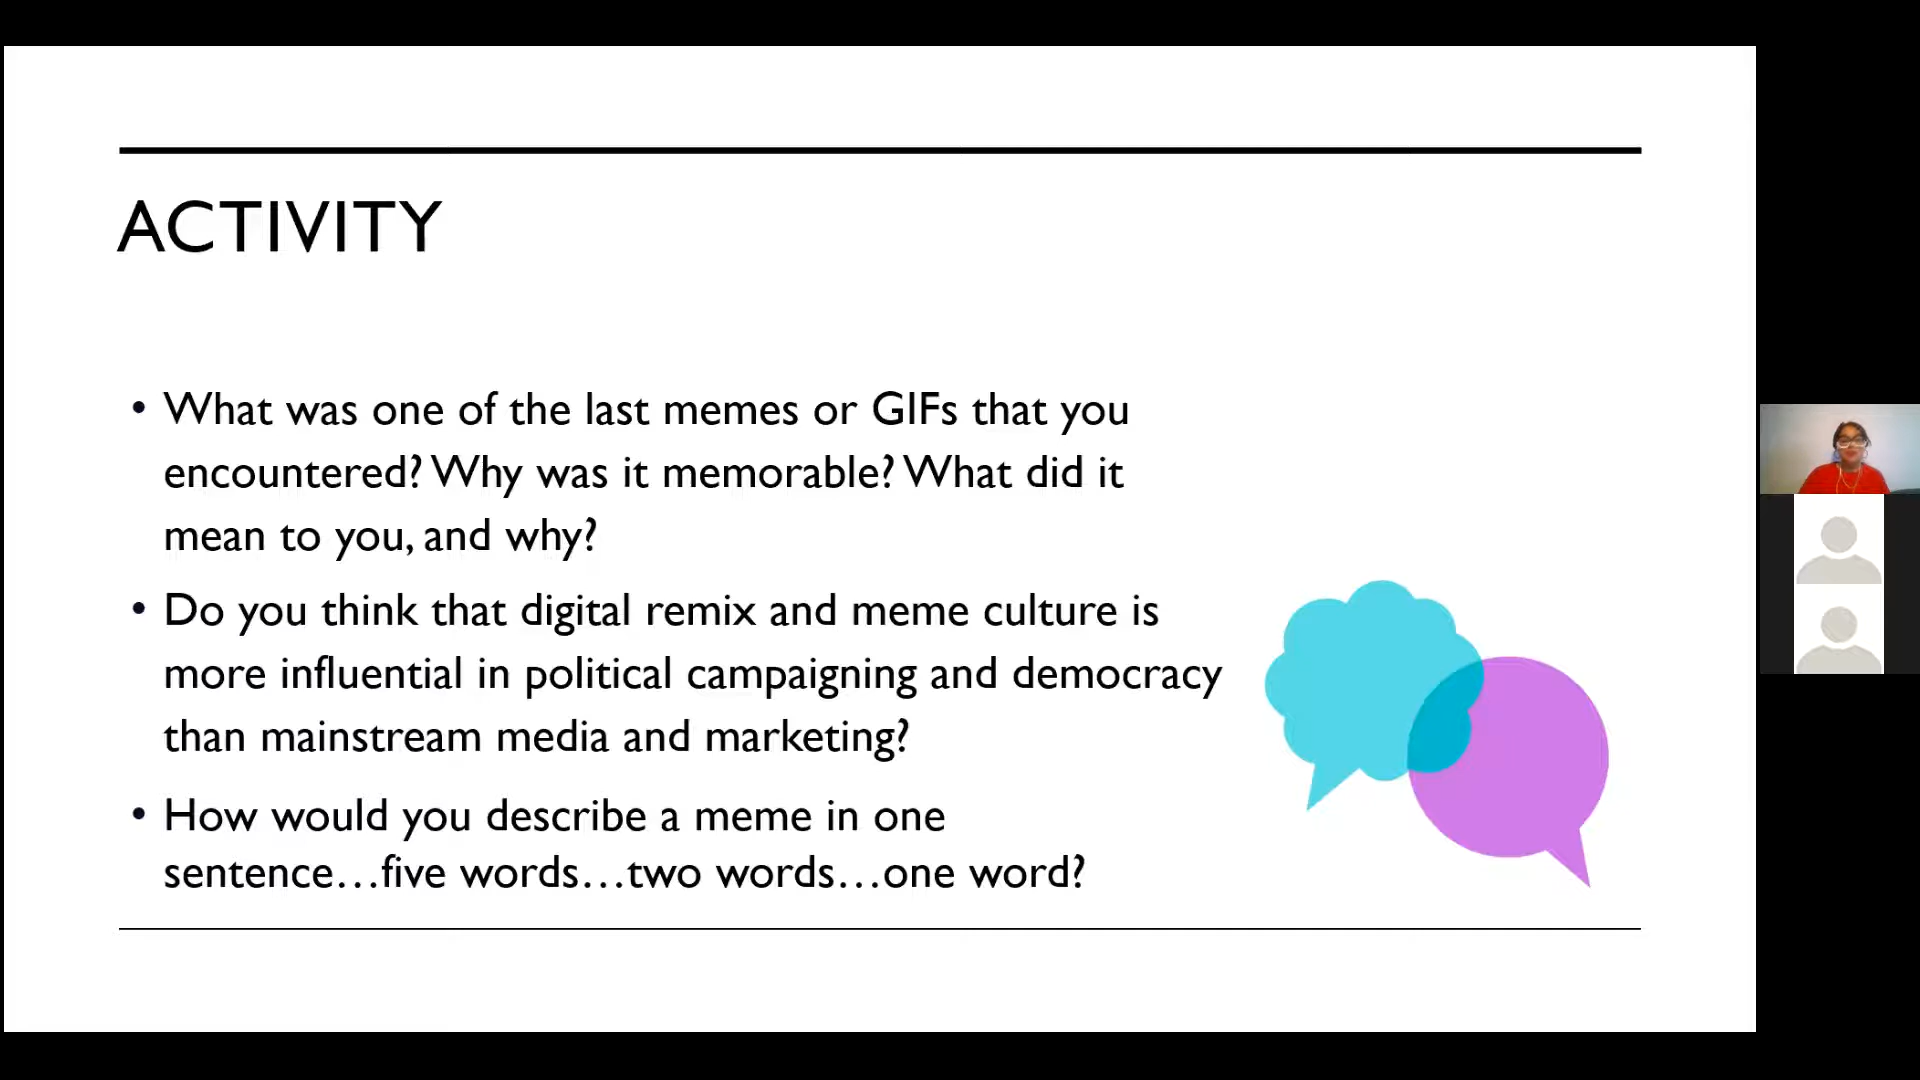 ACTIVITY
• What was one of the last memes or GIFs that you
encountered? Why was it memorable? What did it
mean to you, and why?
• Do you think that digital remix and meme culture is
more influential in political campaigning and democracy
than mainstream media and marketing?
• How would you describe a meme in one
sentence…five words…two words…one word?